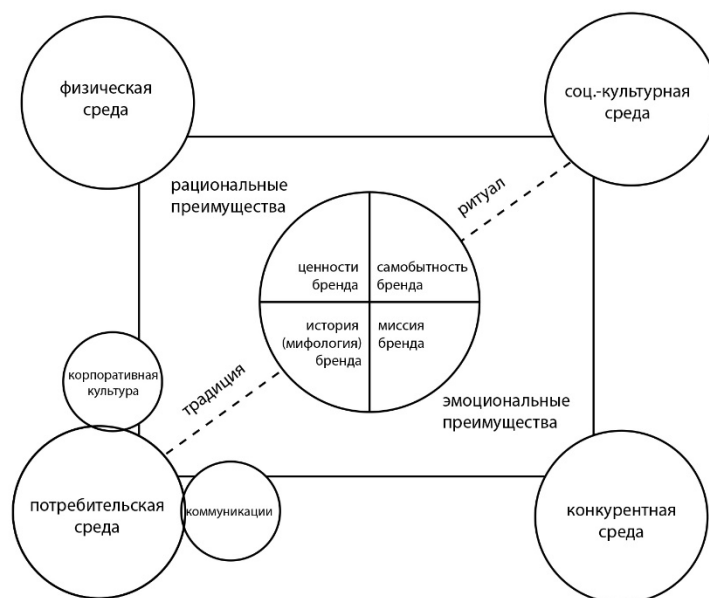 физическая
среда
соц.-культурная
среда
рациональные
преимущества
ритуал
ценности
бренда
самобытность
бренда
история
(мифология)
бренда
миссия
бренда
традиция
корпоративная
культура
эмоциональные
преимущества
потребительская
среда
коммуникации
конкурентная
среда